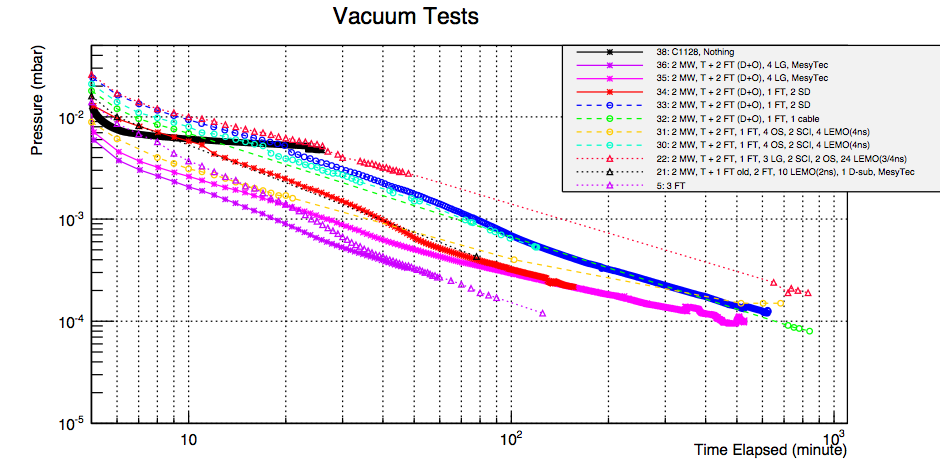 Vacuum Tests
Pressure (mbar)
38: C1128, Nothing
36: 2 MW, T + 2 FT (D+O), 4 LG, MesyTec
35: 2 MW, T + 2 FT (D+O), 4 LG, MesyTec
34: 2 MW, T + 2 FT (D+O), 1 FT, 2 SD
33: 2 MW, T + 2 FT (D+O), 1 FT, 2 SD
32: 2 MW, T + 2 FT (D+O), 1 FT, 1 cable
31: 2 MW, T + 2 FT, 1 FT, 4 OS, 2 SCI, 4 LEMO(4ns)
30: 2 MW, T + 2 FT, 1 FT, 4 OS, 2 SCI, 4 LEMO(4ns)
22: 2 MW, T + 2 FT, 1 FT, 3 LG, 2 SCI, 2 OS, 24 LEMO(3/4ns)
21: 2 MW, T + 1 FT old, 2 FT, 10 LEMO(2ns), 1 D-sub, MesyTec
5: 3 FT
10⁻²
10⁻³
10⁻⁴
10⁻⁵
10
10²
10³
Time Elapsed (minute)